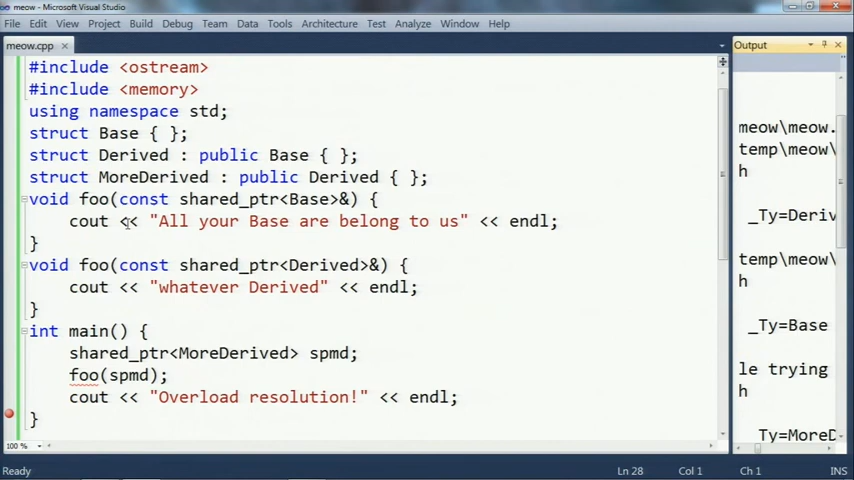 meow - Microsoft Visual Studio
File Edit View Project Build Debug Team Data Tools Architecture Test Analyze Window Help
meow.cpp
#include <ostream>
#include <memory>
using namespace std;
struct Base { };
struct Derived : public Base { };
struct MoreDerived : public Derived { };
void foo(const shared_ptr<Base>&) {
cout << "All your Base are belong to us" << endl;
}
void foo(const shared_ptr<Derived>&) {
cout << "whatever Derived" << endl;
}
int main() {
shared_ptr<MoreDerived> spmd;
foo(spmd);
cout << "Overload resolution!" << endl;
}
100 %
Output
meow\meow.
temp\meow\
h
_Ty=Deriv
temp\meow\
h
_Ty=Base
le trying
h
_Ty=MoreD
Ready Ln 28 Col 1 Ch 1 INS